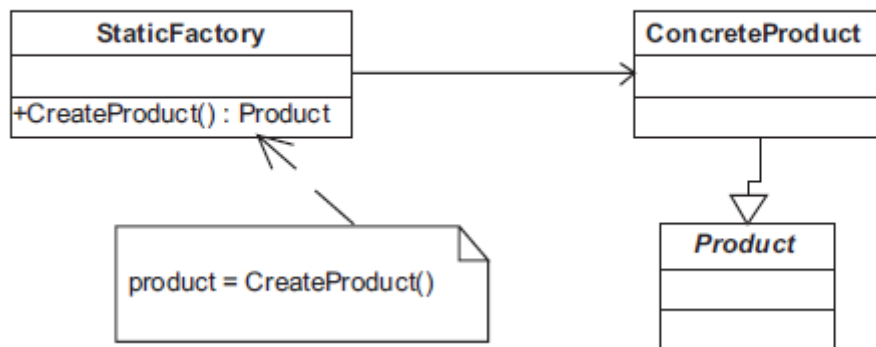 StaticFactory
+CreateProduct() : Product
ConcreteProduct
Product
product = CreateProduct()